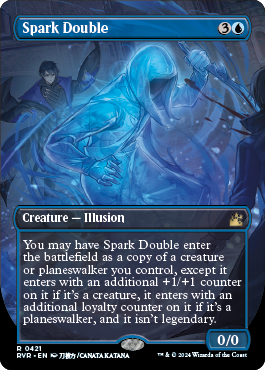 Spark Double 3
Creature — Illusion
You may have Spark Double enter
the battlefield as a copy of a creature
or planeswalker you control, except it
enters with an additional +1/+1 counter
on it if it's a creature, it enters with an
additional loyalty counter on it if it's a
planeswalker, and it isn't legendary.
0/0
R 0421
RVR • EN CANATA KATANA
™ & © 2024 Wizards of the Coast